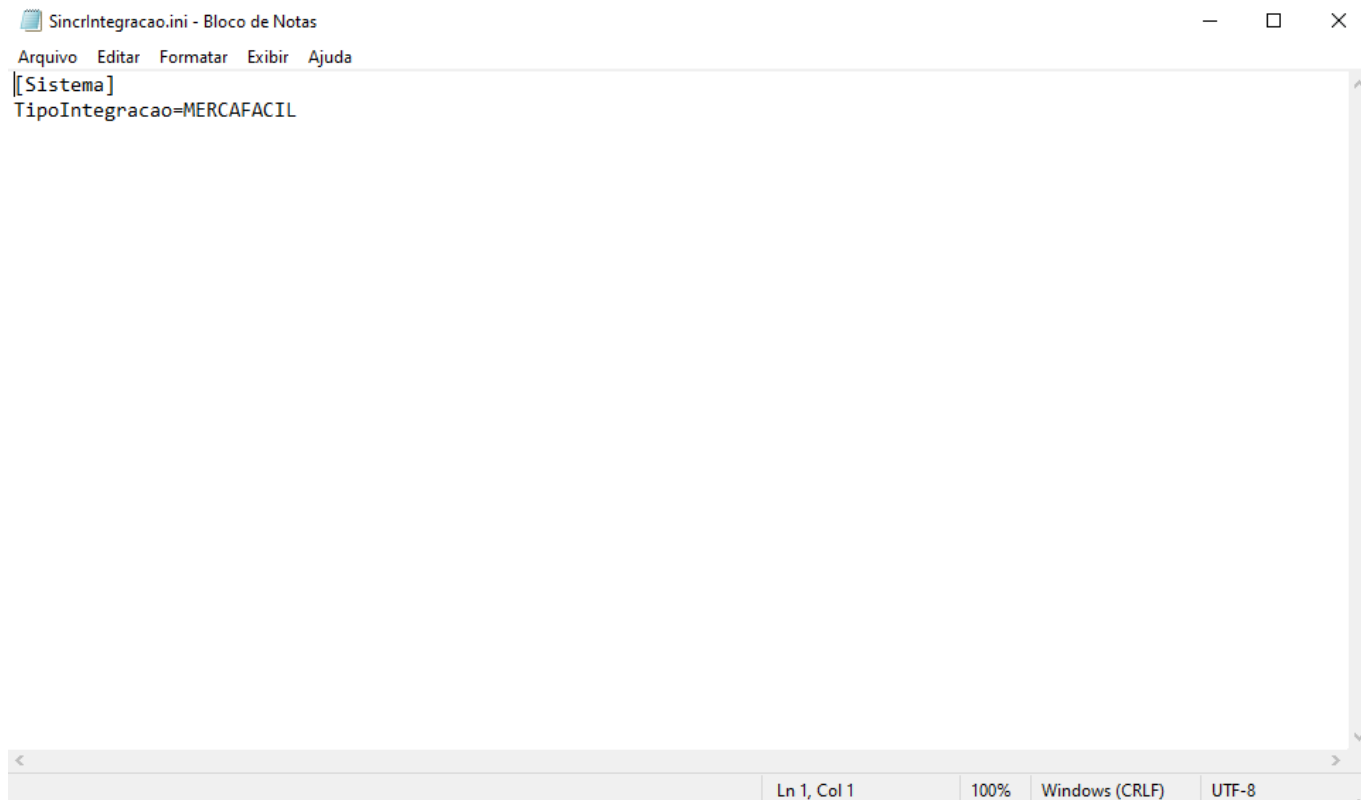 SincrIntegracao.ini - Bloco de Notas
Arquivo Editar Formatar Exibir Ajuda
[Sistema]
TipoIntegracao=MERCAFACIL
Ln 1, Col 1 100% Windows (CRLF) UTF-8